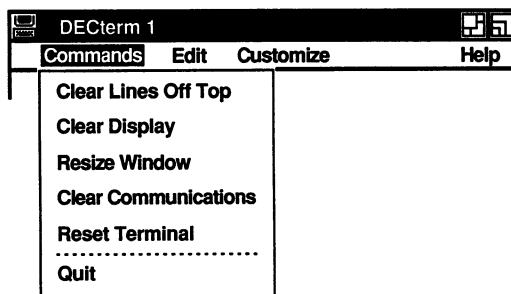 DECterm 1
Commands Edit Customize Help
Clear Lines Off Top
Clear Display
Resize Window
Clear Communications
Reset Terminal
Quit